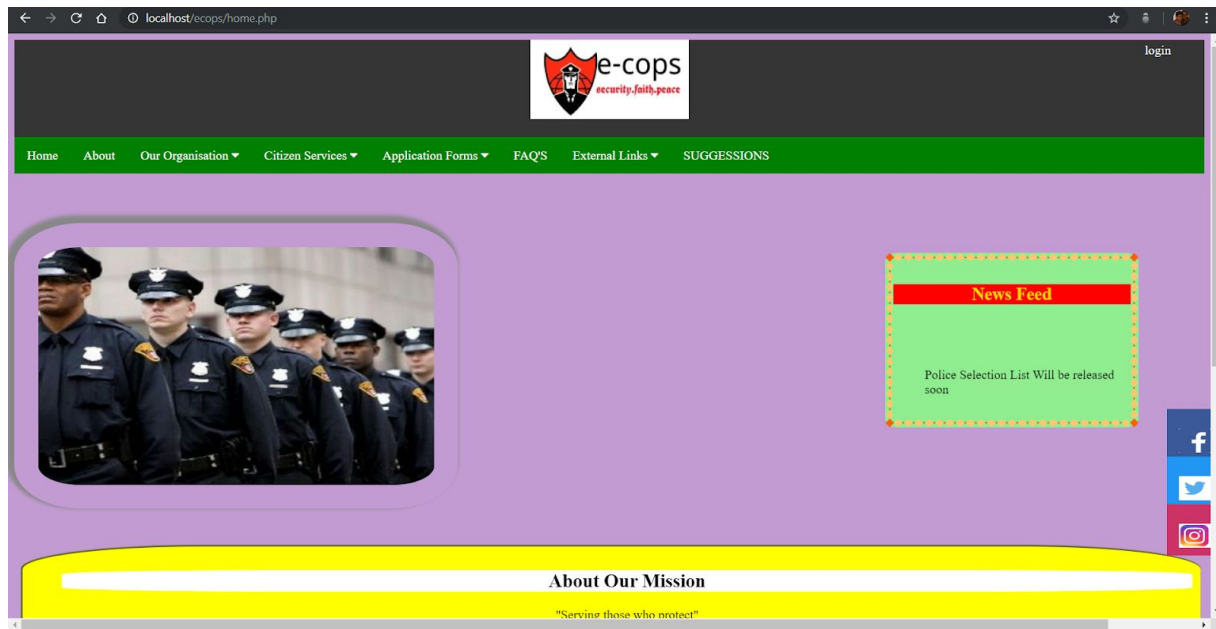 localhost/ecops/home.php
login
e-cops
security.faith.peace
Home About Our Organisation Citizen Services Application Forms FAQ'S External Links SUGGESSIONS
News Feed
Police Selection List Will be released
soon
f
About Our Mission
"Serving those who protect"